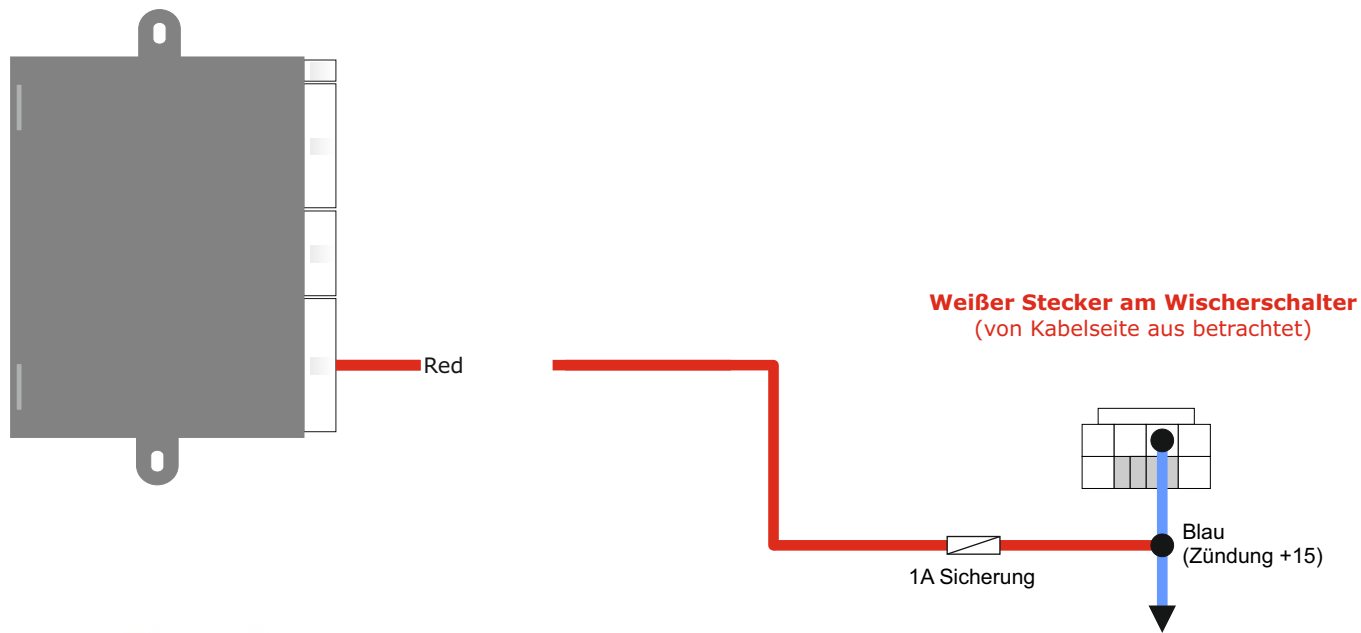 Weißer Stecker am Wischerschalter
(von Kabelseite aus betrachtet)
Red
Blau
(Zündung +15)
1A Sicherung